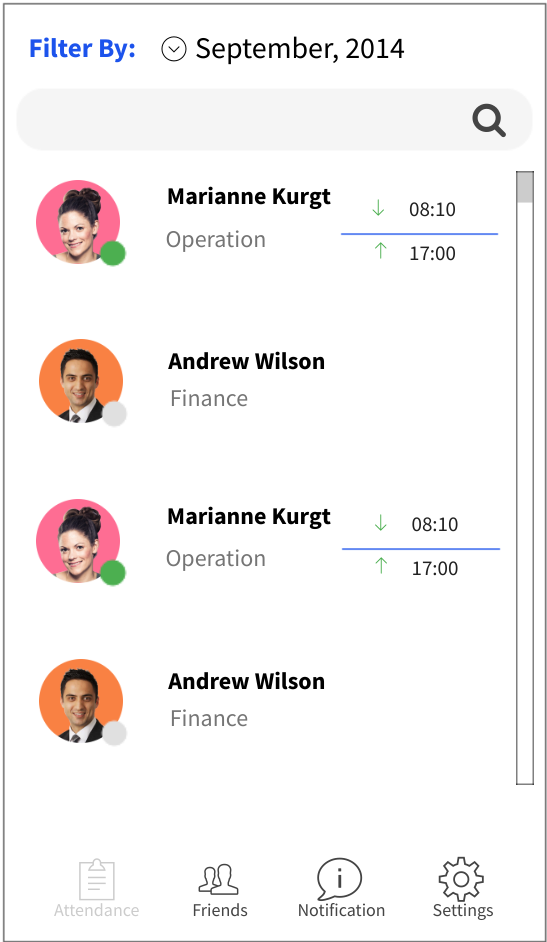 Filter By: September, 2014
Marianne Kurgt
08:10
Operation
17:00
Andrew Wilson
Finance
Marianne Kurgt
08:10
Operation
17:00
Andrew Wilson
Finance
Attendance Friends Notification Settings